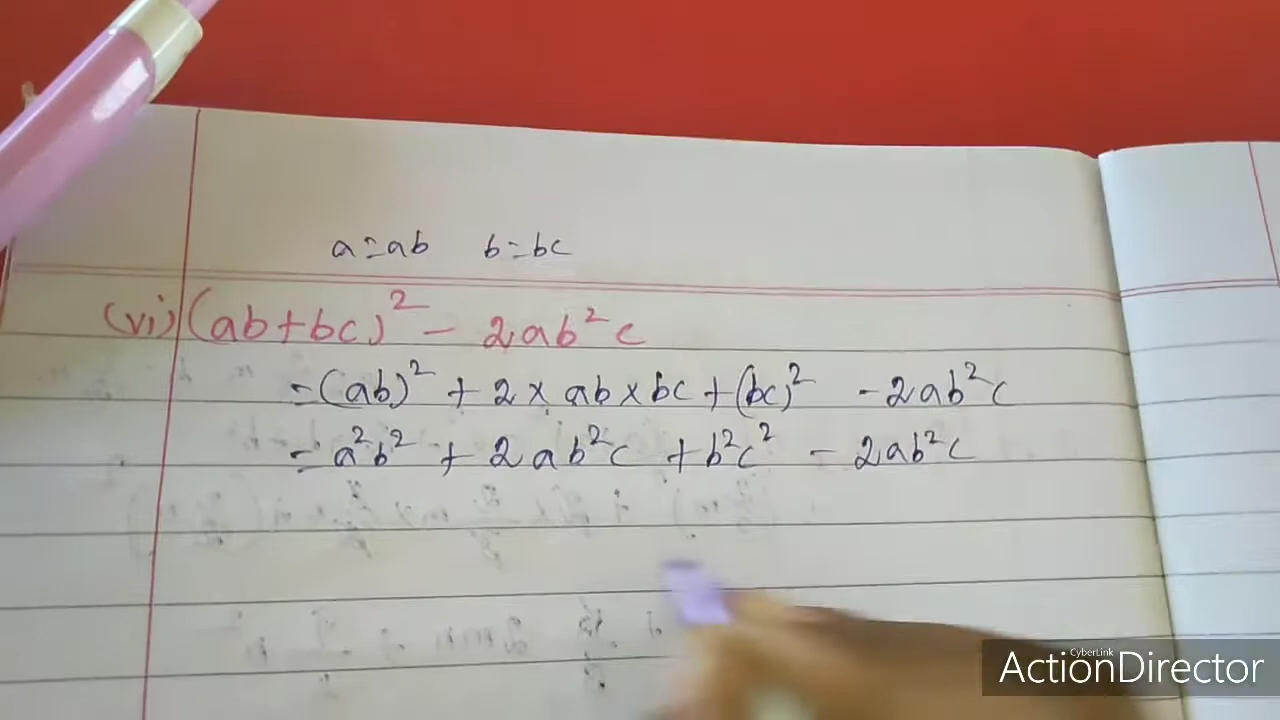 a=ab b=bc
(vi) (ab+bc)² - 2ab²c
=(ab)² + 2×ab×bc+(bc)² -2ab²c
= a²b² + 2ab²c +b²c² - 2ab²c
CyberLink
ActionDirector